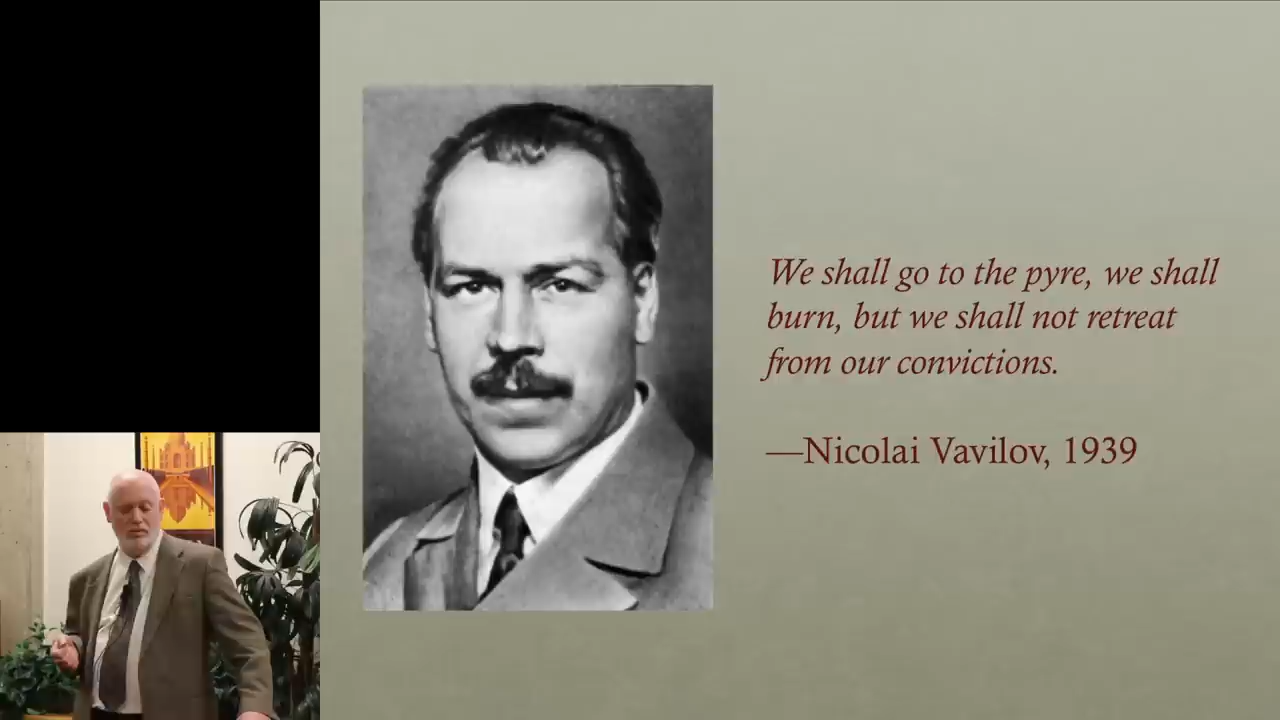 We shall go to the pyre, we shall
burn, but we shall not retreat
from our convictions.
—Nicolai Vavilov, 1939